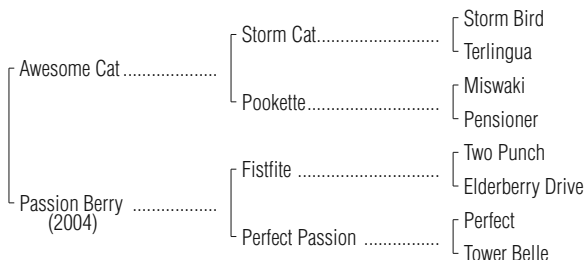 Storm Bird
Storm Cat
Terlingua
Awesome Cat
Miswaki
Pookette
Pensioner
Two Punch
Fistfite
Elderberry Drive
Passion Berry
(2004)
Perfect
Perfect Passion
Tower Belle